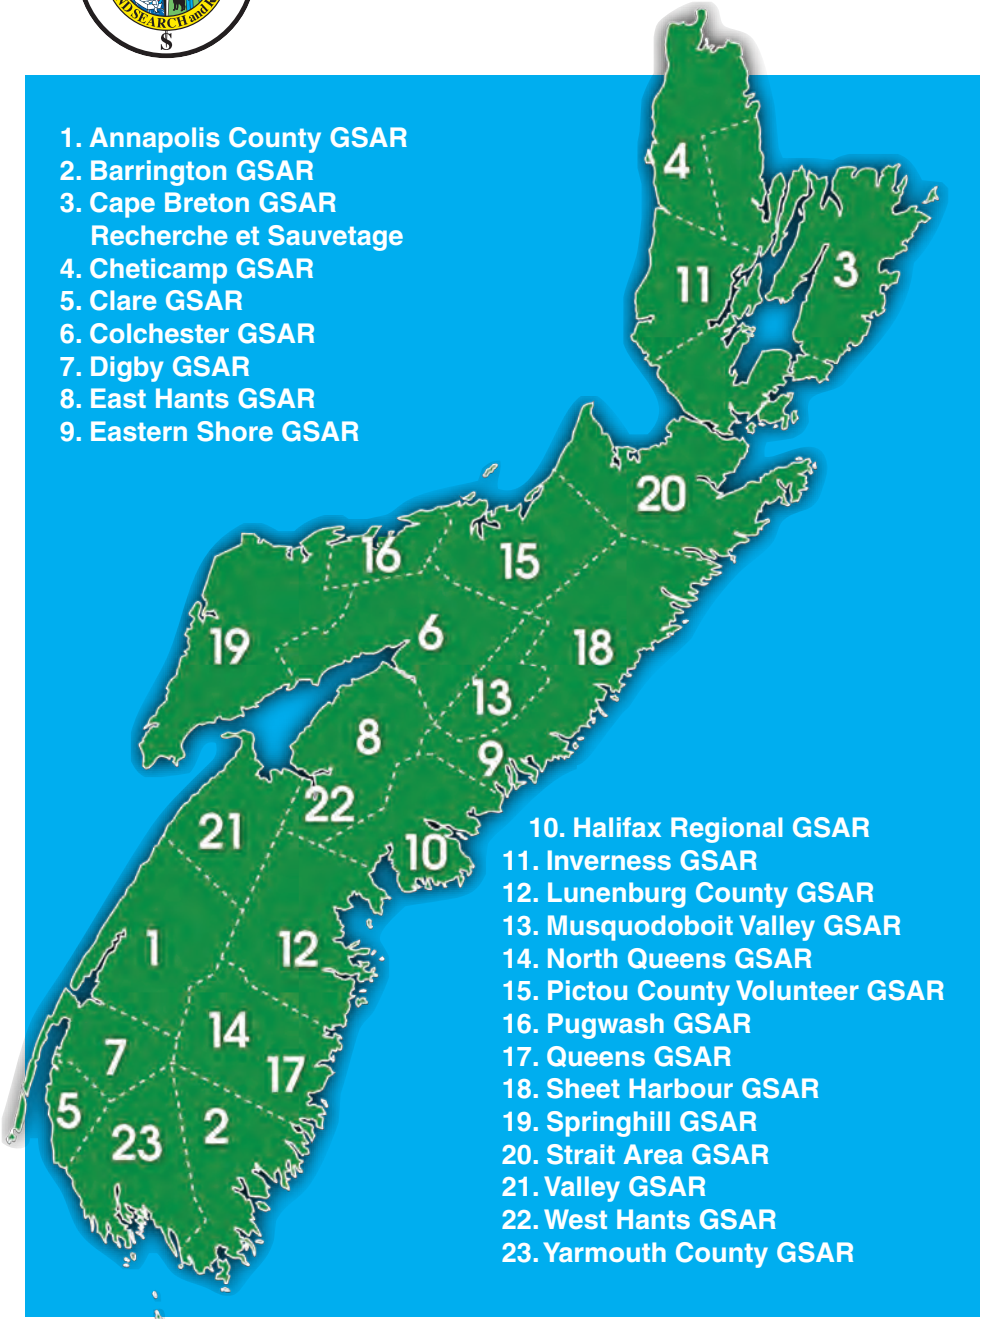 ND SEARCH and R
$
1. Annapolis County GSAR
2. Barrington GSAR
3. Cape Breton GSAR
Recherche et Sauvetage
4. Cheticamp GSAR
5. Clare GSAR
6. Colchester GSAR
7. Digby GSAR
8. East Hants GSAR
9. Eastern Shore GSAR
4
3
11
20
16
15
6
19
18
13
8
9
22
21
10
1
12
14
7
17
5
2
23
10. Halifax Regional GSAR
11. Inverness GSAR
12. Lunenburg County GSAR
13. Musquodoboit Valley GSAR
14. North Queens GSAR
15. Pictou County Volunteer GSAR
16. Pugwash GSAR
17. Queens GSAR
18. Sheet Harbour GSAR
19. Springhill GSAR
20. Strait Area GSAR
21. Valley GSAR
22. West Hants GSAR
23. Yarmouth County GSAR